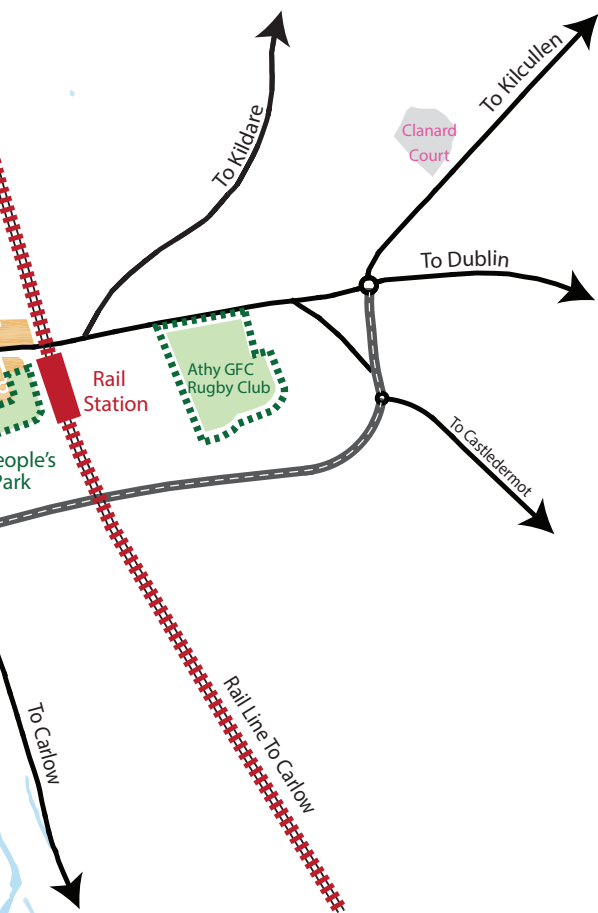 To Kilcullen
To Kildare
Clanard
Court
To Dublin
Athy GFC
Rugby Club
Rail
Station
To Castledermot
eople's
Park
Rail Line To Carlow
To Carlow